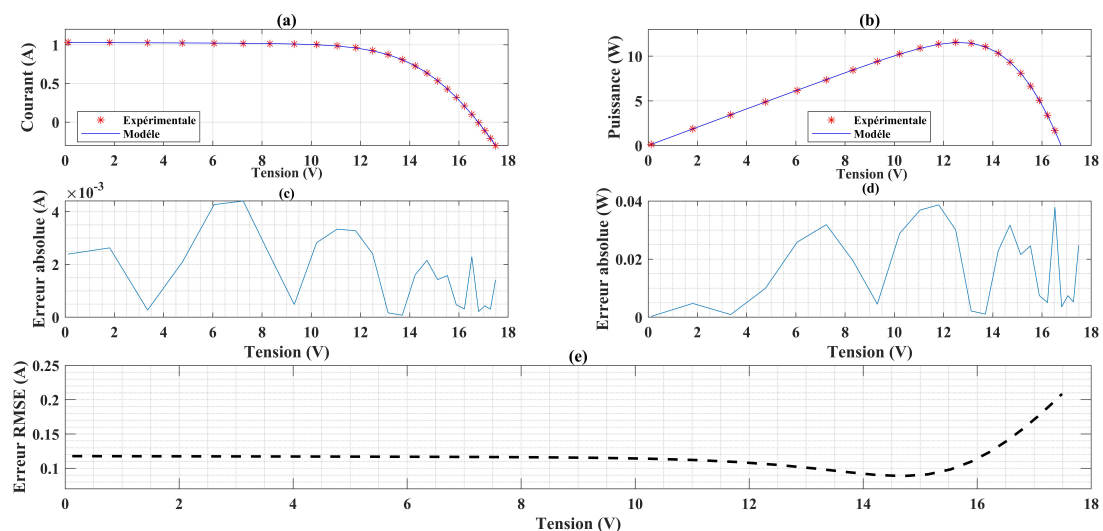 (a)
Courant (A)
1
0.5
0
Expérimentale
Modéle
0 2 4 6 8 10 12 14 16 18
Tension (V)
(b)
Puissance (W)
10
5
0
Expérimentale
Modéle
0 2 4 6 8 10 12 14 16 18
Tension (V)
×10⁻³
(c)
Erreur absolue (A)
4
2
0
0 2 4 6 8 10 12 14 16 18
Tension (V)
(d)
Erreur absolue (W)
0.04
0.02
0
0 2 4 6 8 10 12 14 16 18
Tension (V)
(e)
Erreur RMSE (A)
0.25
0.2
0.15
0.1
0 2 4 6 8 10 12 14 16 18
Tension (V)